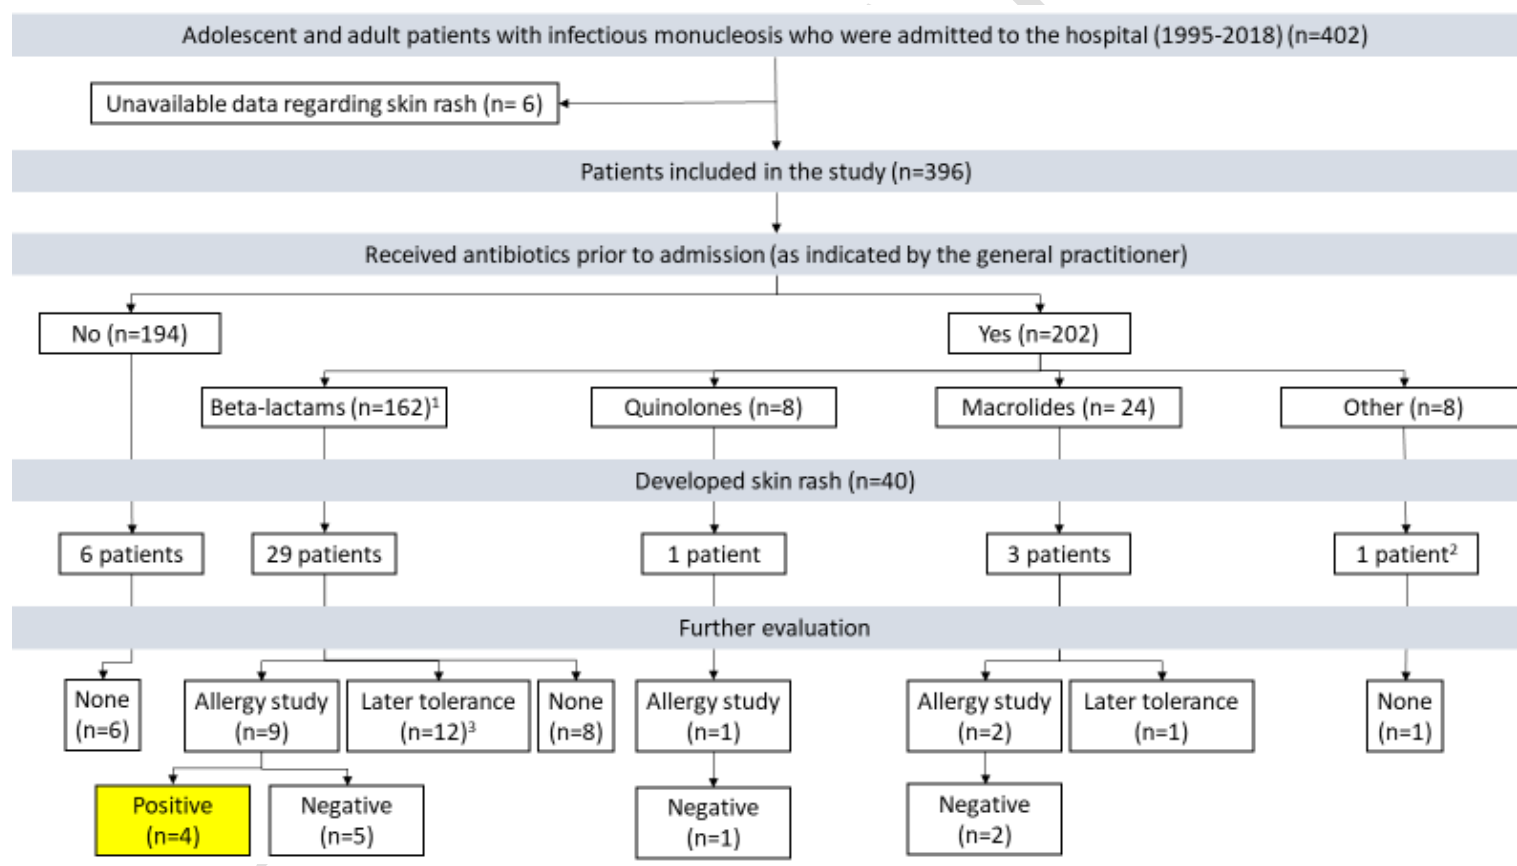 Adolescent and adult patients with infectious monucleosis who were admitted to the hospital (1995-2018) (n=402)
Unavailable data regarding skin rash (n= 6)
Patients included in the study (n=396)
Received antibiotics prior to admission (as indicated by the general practitioner)
No (n=194)
Yes (n=202)
Beta-lactams (n=162)¹
Quinolones (n=8)
Macrolides (n= 24)
Other (n=8)
Developed skin rash (n=40)
6 patients
29 patients
1 patient
3 patients
1 patient²
Further evaluation
None
(n=6)
Allergy study
(n=9)
Later tolerance
(n=12)³
None
(n=8)
Allergy study
(n=1)
Allergy study
(n=2)
Later tolerance
(n=1)
None
(n=1)
Positive
(n=4)
Negative
(n=5)
Negative
(n=1)
Negative
(n=2)